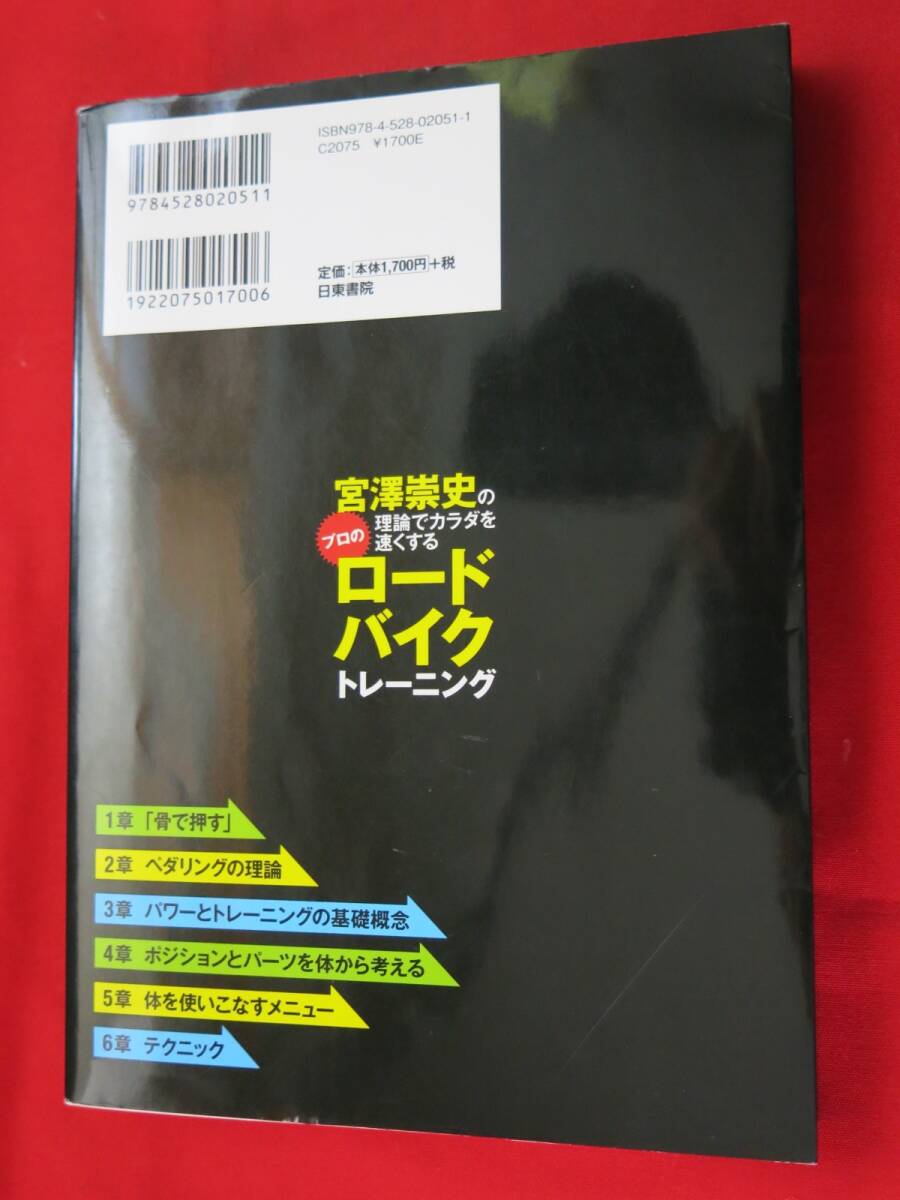 ISBN978-4-528-02051-1
C2075 ¥1700E
9784528020511
1922075017006
定価：本体1,700円+税
日東書院
宮澤崇史の
プロの
理論でカラダを
速くする
ロード
バイク
トレーニング
1章 「骨で押す」
2章 ペダリングの理論
3章 パワーとトレーニングの基礎概念
4章 ポジションとパーツを体から考える
5章 体を使いこなすメニュー
6章 テクニック